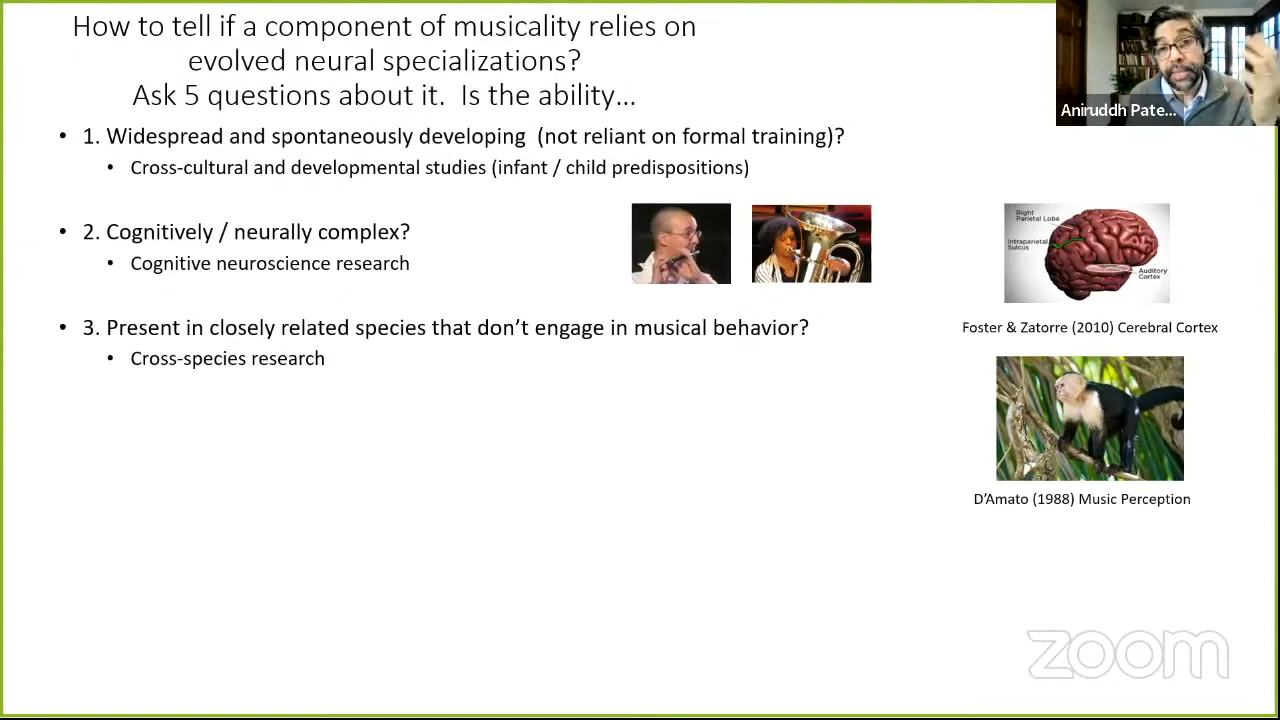 How to tell if a component of musicality relies on
evolved neural specializations?
Ask 5 questions about it. Is the ability...
Aniruddh Pate...
• 1. Widespread and spontaneously developing (not reliant on formal training)?
• Cross-cultural and developmental studies (infant / child predispositions)
• 2. Cognitively / neurally complex?
• Cognitive neuroscience research
Right
Parietal Lobe
Intraparietal
Sulcus
Auditory
Cortex
Foster & Zatorre (2010) Cerebral Cortex
• 3. Present in closely related species that don’t engage in musical behavior?
• Cross-species research
D’Amato (1988) Music Perception
zoom